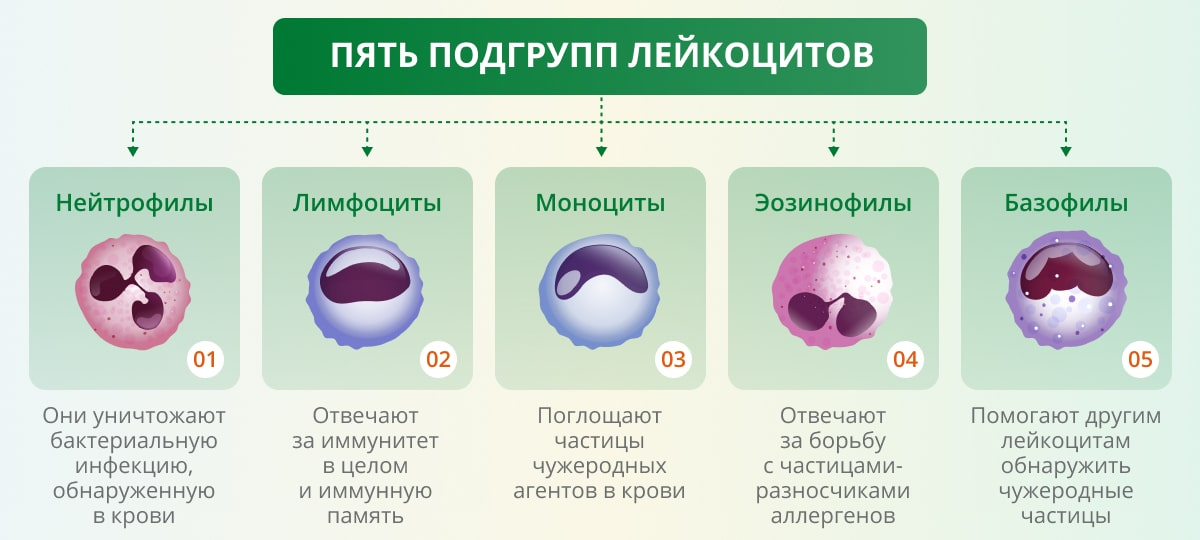 ПЯТЬ ПОДГРУПП ЛЕЙКОЦИТОВ
Нейтрофилы
01
Они уничтожают
бактериальную
инфекцию,
обнаруженную
в крови
Лимфоциты
02
Отвечают
за иммунитет
в целом
и иммунную
память
Моноциты
03
Поглощают
частицы
чужеродных
агентов в крови
Эозинофилы
04
Отвечают
за борьбу
с частицами-
разносчиками
аллергенов
Базофилы
05
Помогают другим
лейкоцитам
обнаружить
чужеродные
частицы